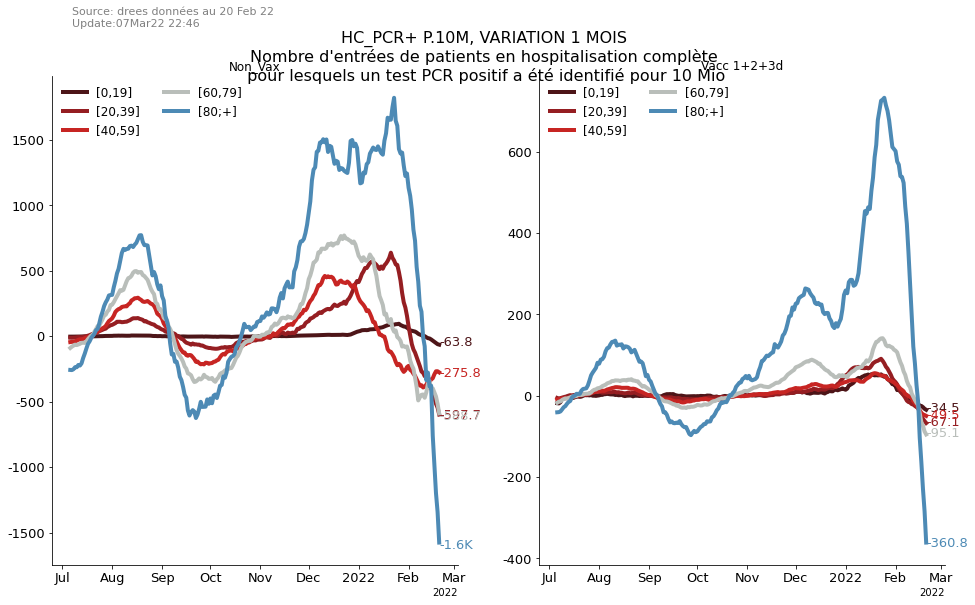 Source: drees données au 20 Feb 22
Update:07Mar22 22:46
HC_PCR+ P.10M, VARIATION 1 MOIS
Nombre d'entrées de patients en hospitalisation complète
pour lesquels un test PCR positif a été identifié pour 10 Mio
Non_Vax
[0,19] [60,79]
[20,39] [80;+]
[40,59]
1500
1000
500
0
-500
-1000
-1500
-63.8
-275.8
-597.7
-1.6K
Jul Aug Sep Oct Nov Dec 2022 Feb Mar
2022
Vacc 1+2+3d
[0,19] [60,79]
[20,39] [80;+]
[40,59]
600
400
200
0
-200
-400
-34.5
-49.5
-67.1
-95.1
-360.8
Jul Aug Sep Oct Nov Dec 2022 Feb Mar
2022